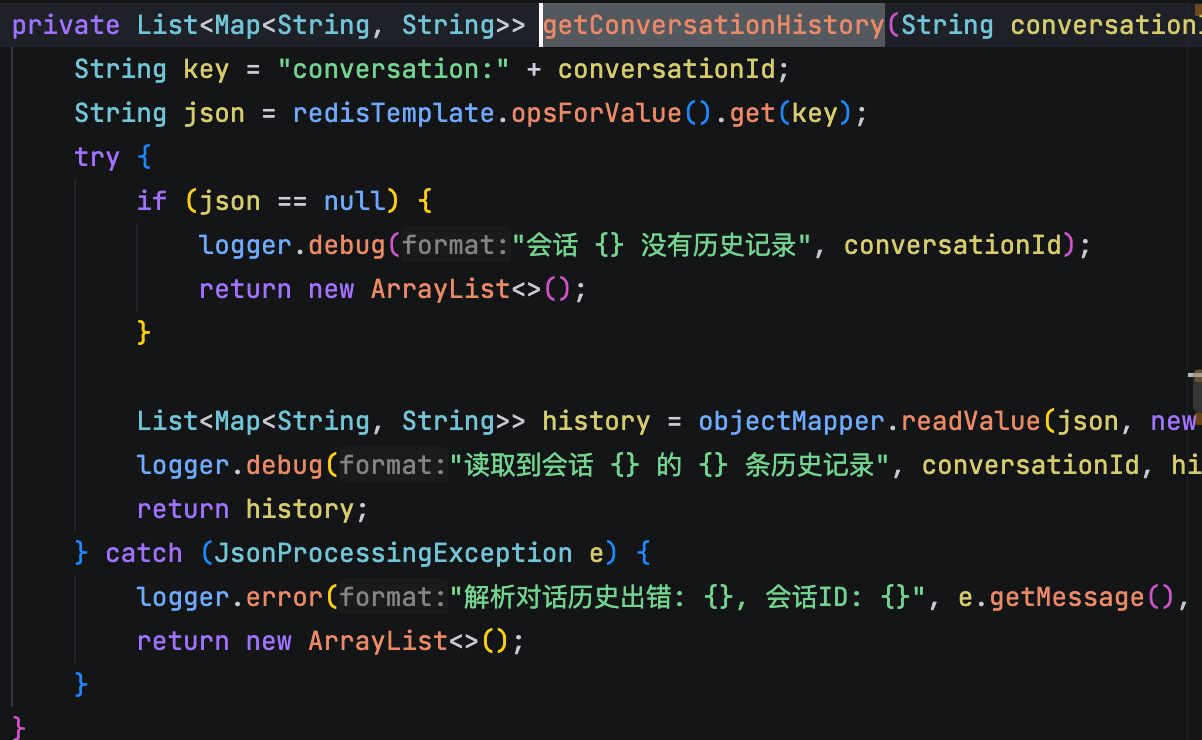 private List<Map<String, String>> getConversationHistory(String conversation
String key = "conversation:" + conversationId;
String json = redisTemplate.opsForValue().get(key);
try {
if (json == null) {
logger.debug(format:"会话 {} 没有历史记录", conversationId);
return new ArrayList<>();
}
List<Map<String, String>> history = objectMapper.readValue(json, new
logger.debug(format:"读取到会话 {} 的 {} 条历史记录", conversationId, hi
return history;
} catch (JsonProcessingException e) {
logger.error(format:"解析对话历史出错: {}, 会话ID: {}", e.getMessage(),
return new ArrayList<>();
}
}